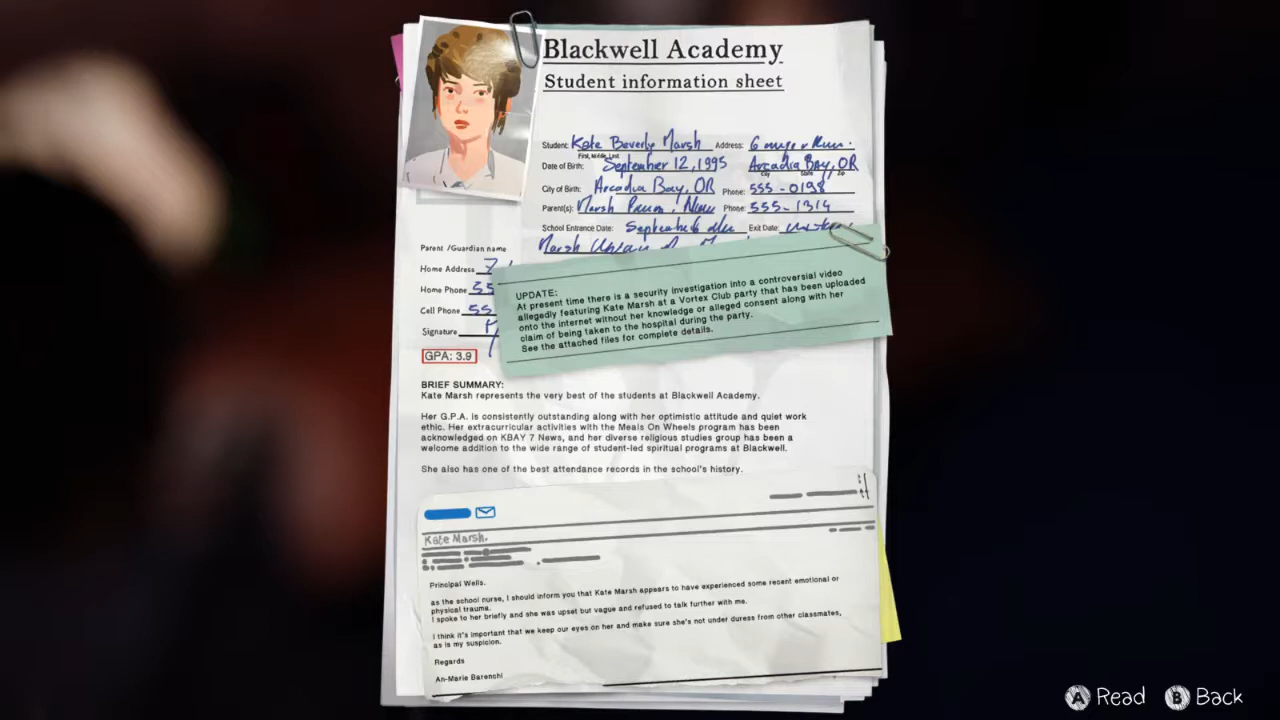 Blackwell Academy
Student information sheet
Student: Kate Beverly Marsh Address:
First, Middle, Last
Date of Birth: September 12, 1995 Arcadia Bay, OR
City State Zip
City of Birth: Arcadia Bay, OR Phone: 555-0198
Parent(s): Marsh Phone: 555-1314
School Entrance Date: Exit Date:
Marsh
Parent /Guardian name
Home Address 7
Home Phone 55
Cell Phone 55
Signature
GPA: 3.9
UPDATE:
At present time there is a security investigation into a controversial video
allegedly featuring Kate Marsh at a Vortex Club party that has been uploaded
onto the internet without her knowledge or alleged consent along with her
claim of being taken to the hospital during the party.
See the attached files for complete details.
BRIEF SUMMARY:
Kate Marsh represents the very best of the students at Blackwell Academy.
Her G.P.A. is consistently outstanding along with her optimistic attitude and quiet work
ethic. Her extracurricular activities with the Meals On Wheels program has been
acknowledged on KBAY 7 News, and her diverse religious studies group has been a
welcome addition to the wide range of student-led spiritual programs at Blackwell.
She also has one of the best attendance records in the school's history.
Kate Marsh.
Principal Wells.
as the school nurse, I should inform you that Kate Marsh appears to have experienced some recent emotional or
physical trauma.
I spoke to her briefly and she was upset but vague and refused to talk further with me.
I think it's important that we keep our eyes on her and make sure she's not under duress from other classmates,
as is my suspicion.
Regards
An-Marie Barenchi
A Read B Back